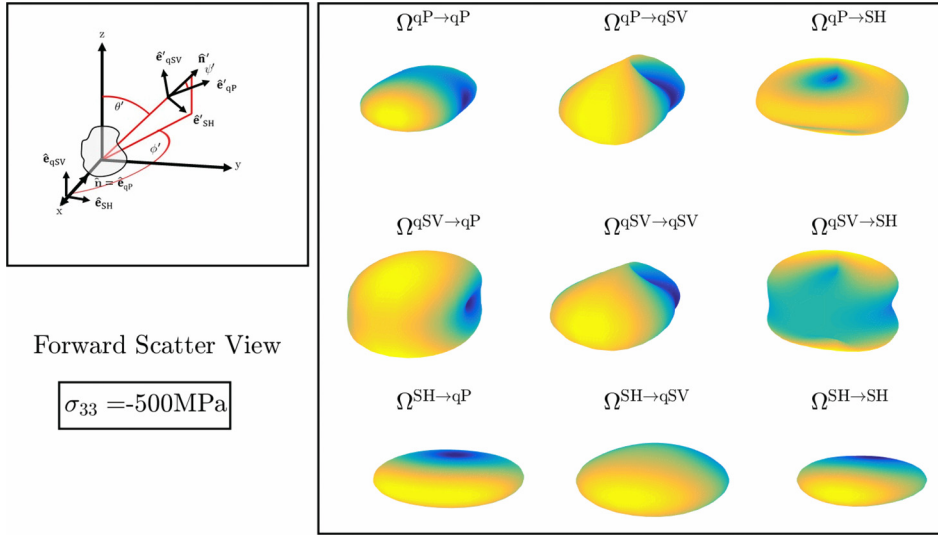 z
ê′qSV
n̂′
ψ′
ê′qP
θ′
ê′SH
ϕ′
êqSV
y
n̂ = êqP
x
êSH
Forward Scatter View
σ33 =-500MPa
ΩqP→qP ΩqP→qSV ΩqP→SH
ΩqSV→qP ΩqSV→qSV ΩqSV→SH
ΩSH→qP ΩSH→qSV ΩSH→SH